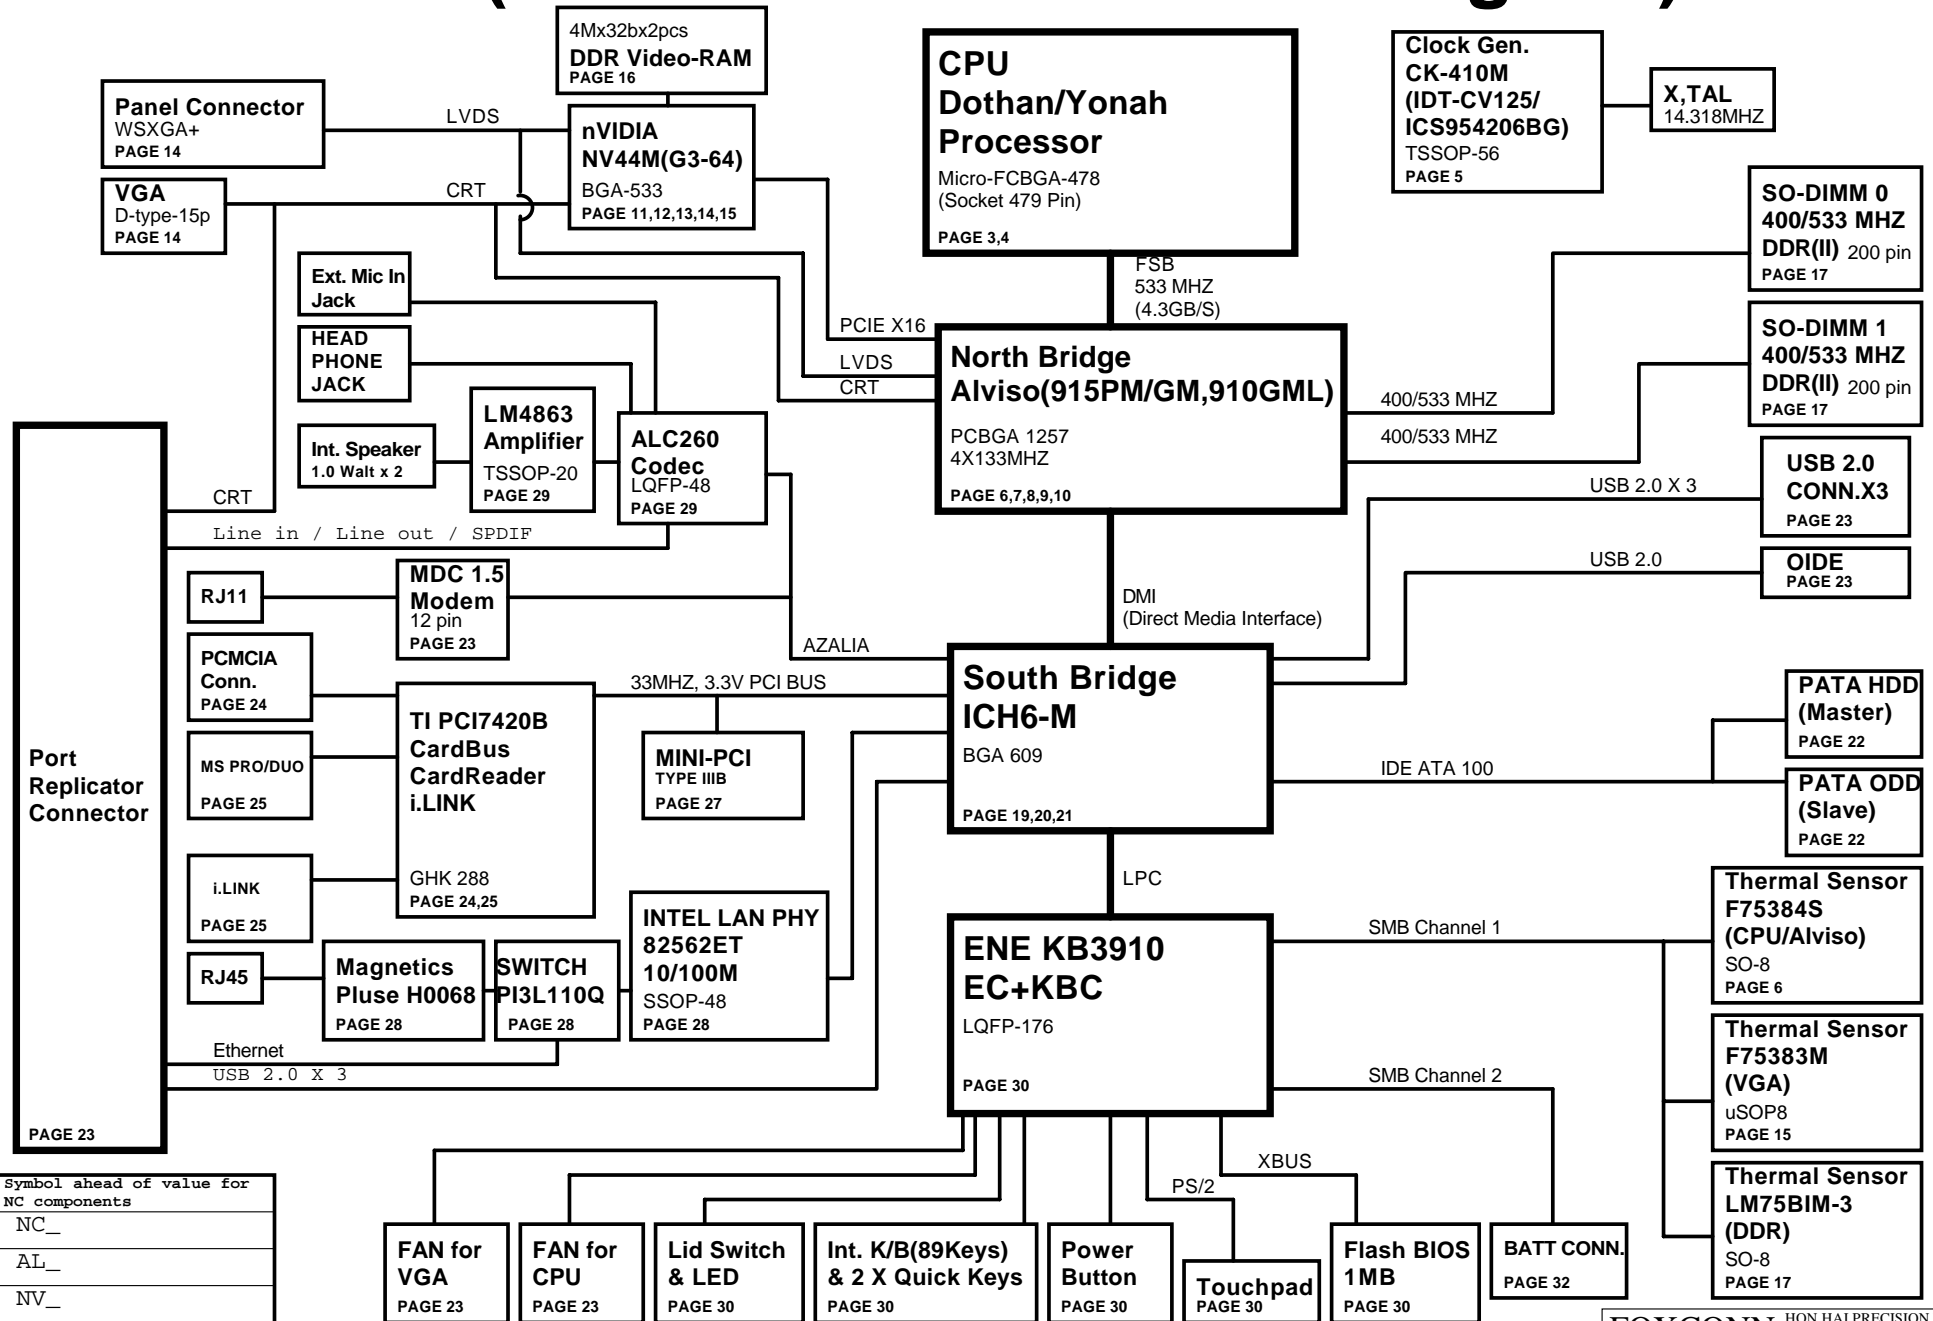 4Mx32bx2pcs
DDR Video-RAM
PAGE 16
Panel Connector
WSXGA+
PAGE 14
LVDS
nVIDIA
NV44M(G3-64)
BGA-533
PAGE 11,12,13,14,15
VGA
D-type-15p
PAGE 14
CRT
CPU
Dothan/Yonah
Processor
Micro-FCBGA-478
(Socket 479 Pin)
PAGE 3,4
Clock Gen.
CK-410M
(IDT-CV125/
ICS954206BG)
TSSOP-56
PAGE 5
X,TAL
14.318MHZ
SO-DIMM 0
400/533 MHZ
DDR(II) 200 pin
PAGE 17
SO-DIMM 1
400/533 MHZ
DDR(II) 200 pin
PAGE 17
FSB
533 MHZ
(4.3GB/S)
Ext. Mic In
Jack
HEAD
PHONE
JACK
PCIE X16
LVDS
CRT
North Bridge
Alviso(915PM/GM,910GML)
PCBGA 1257
4X133MHZ
PAGE 6,7,8,9,10
400/533 MHZ
400/533 MHZ
Int. Speaker
1.0 Walt x 2
LM4863
Amplifier
TSSOP-20
PAGE 29
ALC260
Codec
LQFP-48
PAGE 29
USB 2.0 X 3
USB 2.0
CONN.X3
PAGE 23
USB 2.0
OIDE
PAGE 23
CRT
Line in / Line out / SPDIF
RJ11
MDC 1.5
Modem
12 pin
PAGE 23
AZALIA
DMI
(Direct Media Interface)
PCMCIA
Conn.
PAGE 24
MS PRO/DUO
PAGE 25
i.LINK
PAGE 25
TI PCI7420B
CardBus
CardReader
i.LINK
GHK 288
PAGE 24,25
33MHZ, 3.3V PCI BUS
MINI-PCI
TYPE IIIB
PAGE 27
South Bridge
ICH6-M
BGA 609
PAGE 19,20,21
IDE ATA 100
PATA HDD
(Master)
PAGE 22
PATA ODD
(Slave)
PAGE 22
Port
Replicator
Connector
PAGE 23
LPC
RJ45
Magnetics
Pluse H0068
PAGE 28
SWITCH
PI3L110Q
PAGE 28
INTEL LAN PHY
82562ET
10/100M
SSOP-48
PAGE 28
Ethernet
USB 2.0 X 3
ENE KB3910
EC+KBC
LQFP-176
PAGE 30
SMB Channel 1
SMB Channel 2
Thermal Sensor
F75384S
(CPU/Alviso)
SO-8
PAGE 6
Thermal Sensor
F75383M
(VGA)
uSOP8
PAGE 15
Thermal Sensor
LM75BIM-3
(DDR)
SO-8
PAGE 17
XBUS
PS/2
Symbol ahead of value for
NC components
NC_
AL_
NV_
FAN for
VGA
PAGE 23
FAN for
CPU
PAGE 23
Lid Switch
& LED
PAGE 30
Int. K/B(89Keys)
& 2 X Quick Keys
PAGE 30
Power
Button
PAGE 30
Touchpad
PAGE 30
Flash BIOS
1MB
PAGE 30
BATT CONN.
PAGE 32
FOXCONN HON HAI PRECISION